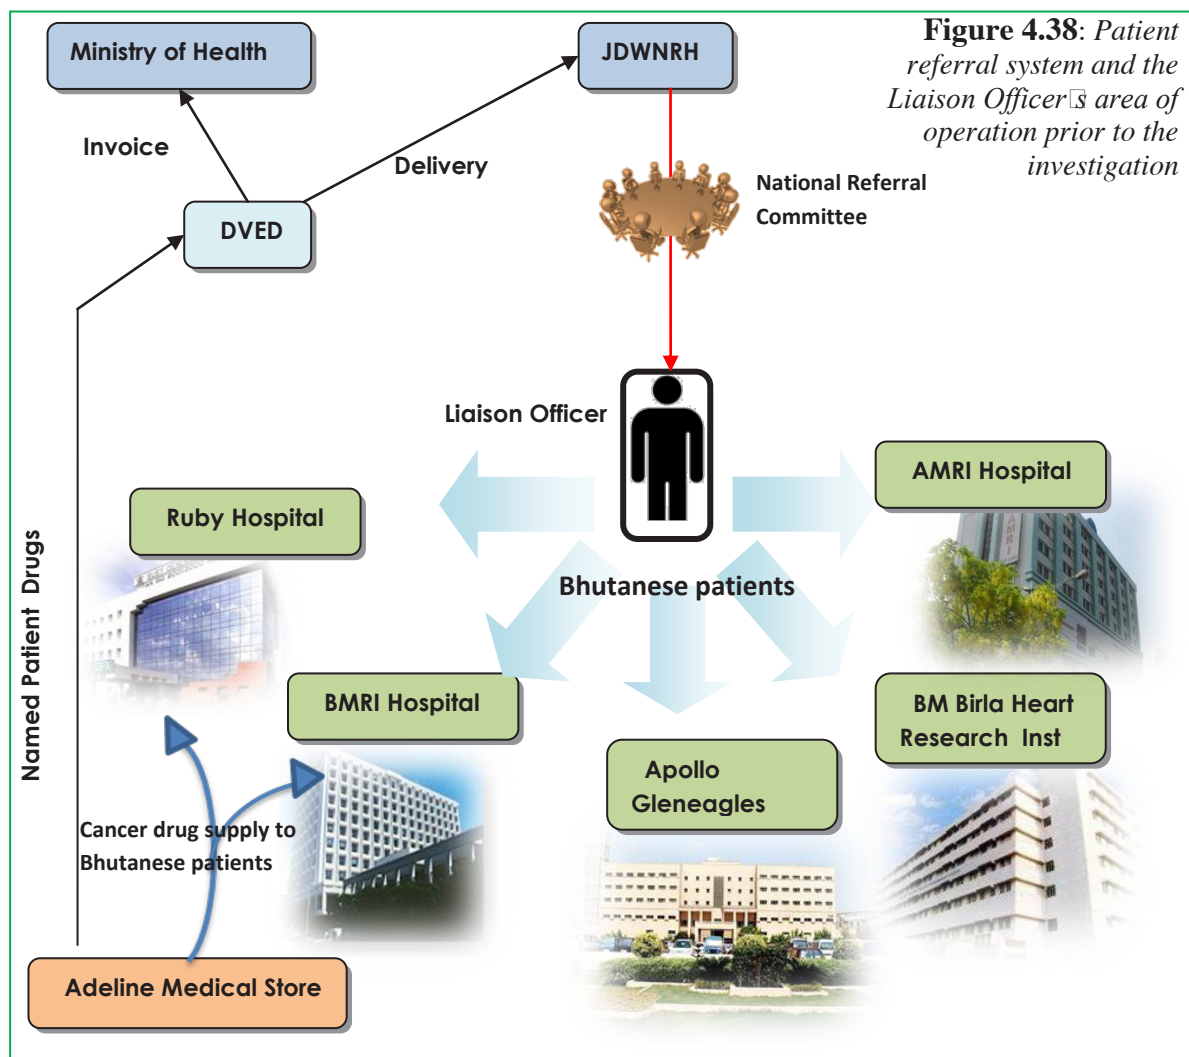 Figure 4.38: Patient
referral system and the
Liaison Officer s area of
operation prior to the
investigation
Ministry of Health
JDWNRH
Invoice
Delivery
DVED
National Referral
Committee
Liaison Officer
AMRI Hospital
Ruby Hospital
Bhutanese patients
BMRI Hospital
BM Birla Heart
Research Inst
Apollo
Gleneagles
Named Patient Drugs
Cancer drug supply to
Bhutanese patients
Adeline Medical Store
AMRI